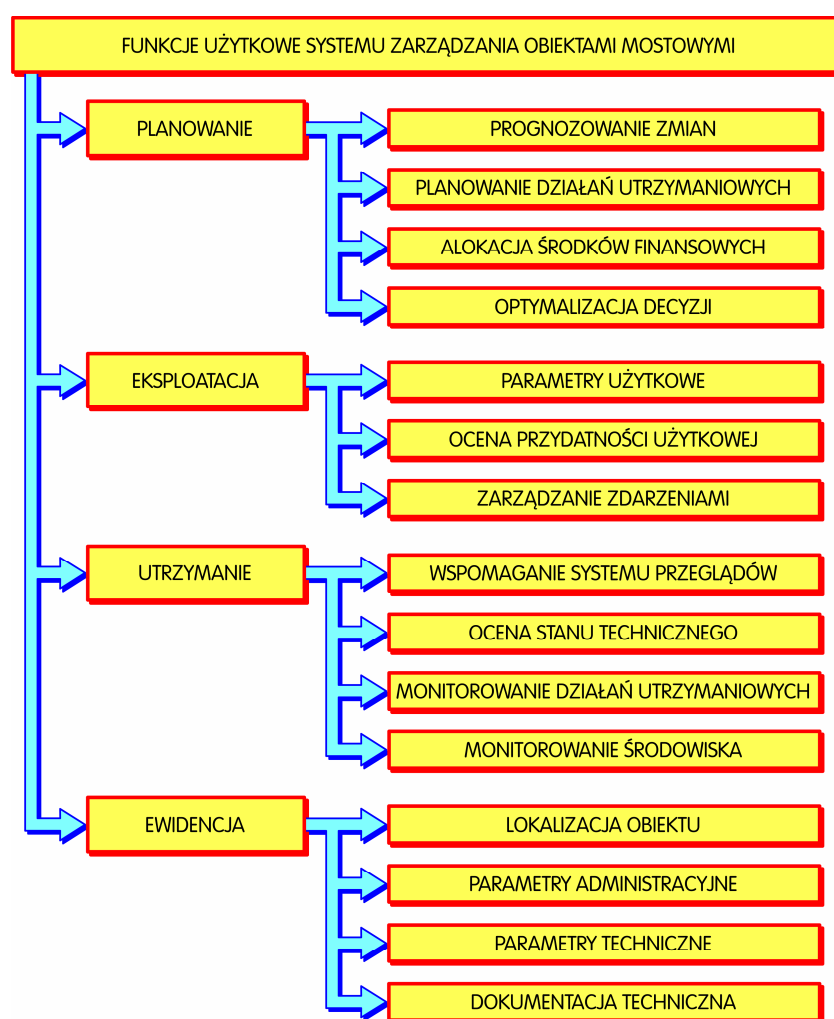 FUNKCJE UŻYTKOWE SYSTEMU ZARZĄDZANIA OBIEKTAMI MOSTOWYMI
PLANOWANIE
PROGNOZOWANIE ZMIAN
PLANOWANIE DZIAŁAŃ UTRZYMANIOWYCH
ALOKACJA ŚRODKÓW FINANSOWYCH
OPTYMALIZACJA DECYZJI
EKSPLOATACJA
PARAMETRY UŻYTKOWE
OCENA PRZYDATNOŚCI UŻYTKOWEJ
ZARZĄDZANIE ZDARZENIAMI
UTRZYMANIE
WSPOMAGANIE SYSTEMU PRZEGLĄDÓW
OCENA STANU TECHNICZNEGO
MONITOROWANIE DZIAŁAŃ UTRZYMANIOWYCH
MONITOROWANIE ŚRODOWISKA
EWIDENCJA
LOKALIZACJA OBIEKTU
PARAMETRY ADMINISTRACYJNE
PARAMETRY TECHNICZNE
DOKUMENTACJA TECHNICZNA